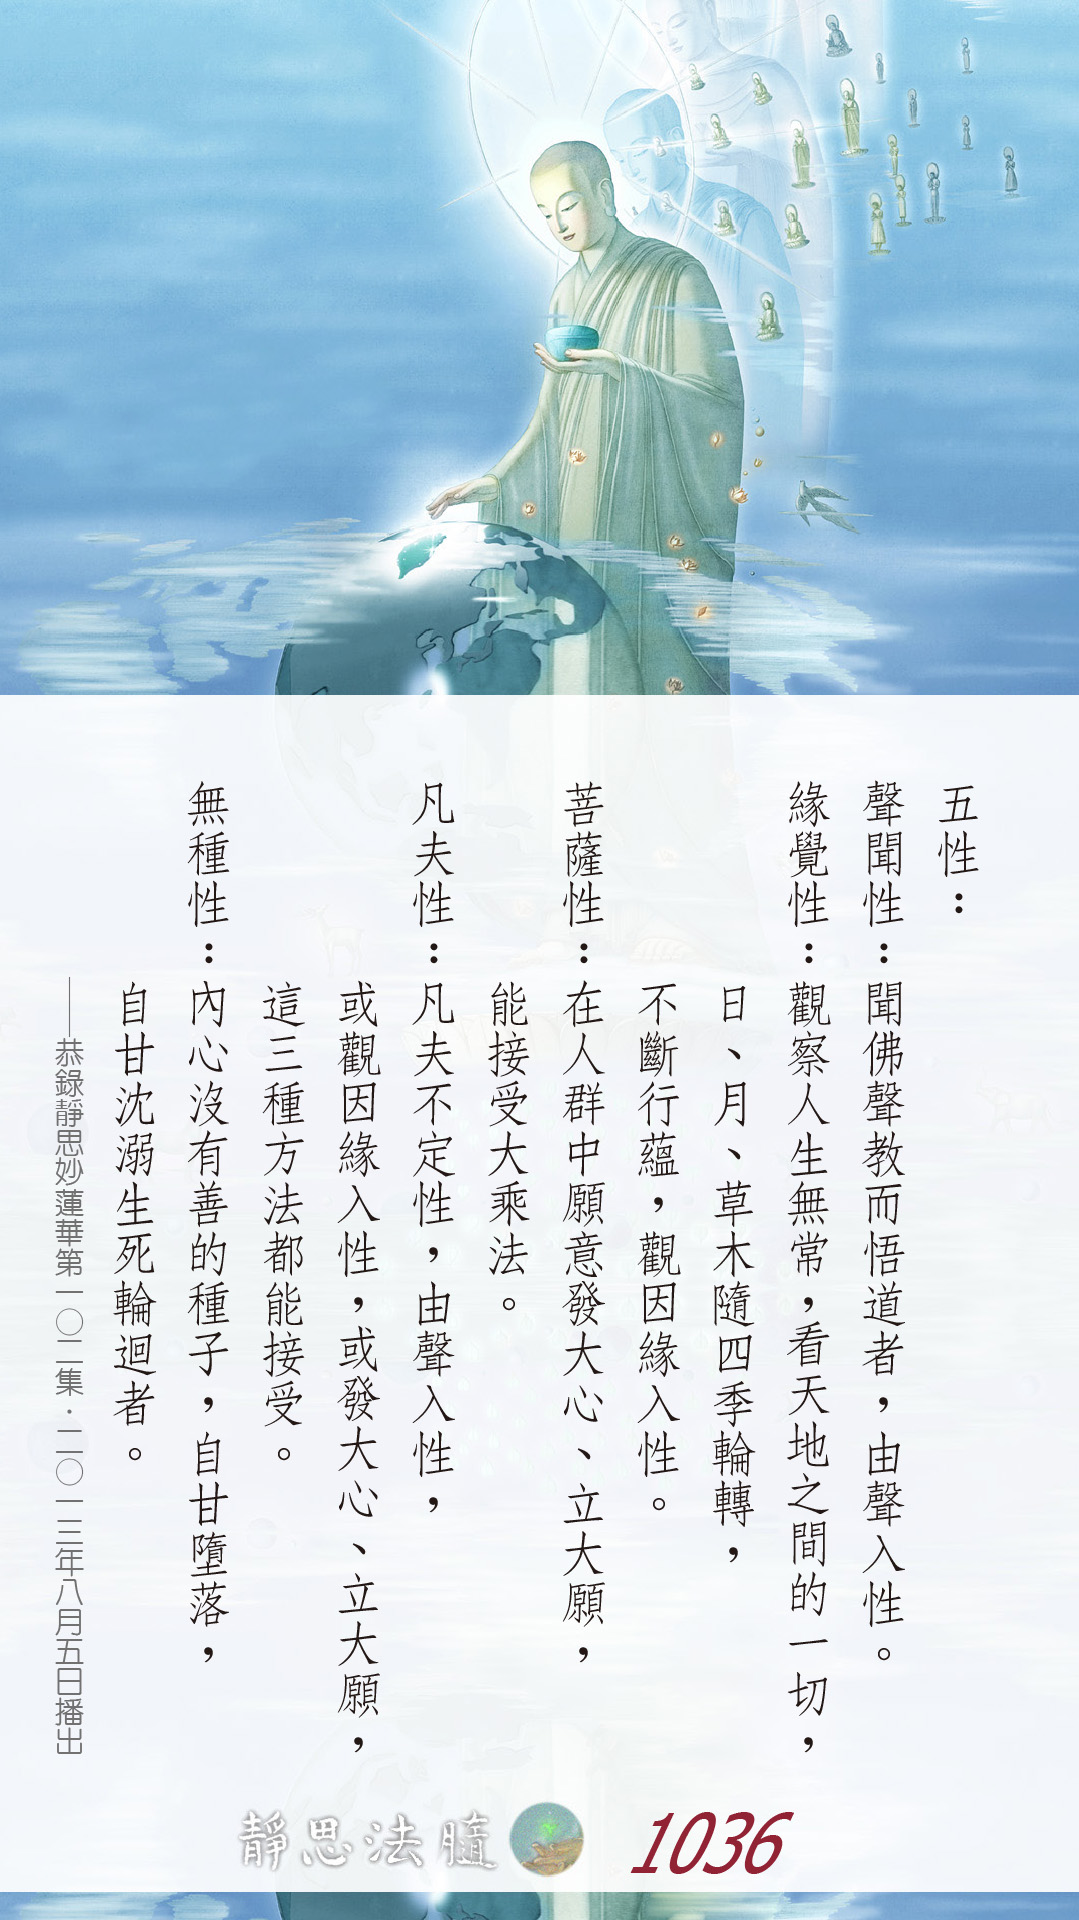 五性：
聲聞性：聞佛聲教而悟道者，由聲入性。
緣覺性：觀察人生無常，看天地之間的一切，
日、月、草木隨四季輪轉，
不斷行蘊，觀因緣入性。
菩薩性：在人群中願意發大心、立大願，
能接受大乘法。
凡夫性：凡夫不定性，由聲入性，
或觀因緣入性，或發大心、立大願，
這三種方法都能接受。
無種性：內心沒有善的種子，自甘墮落，
自甘沈溺生死輪迴者。
——恭錄靜思妙蓮華第一〇二集·二〇一三年八月五日播出
靜思法髓
1036